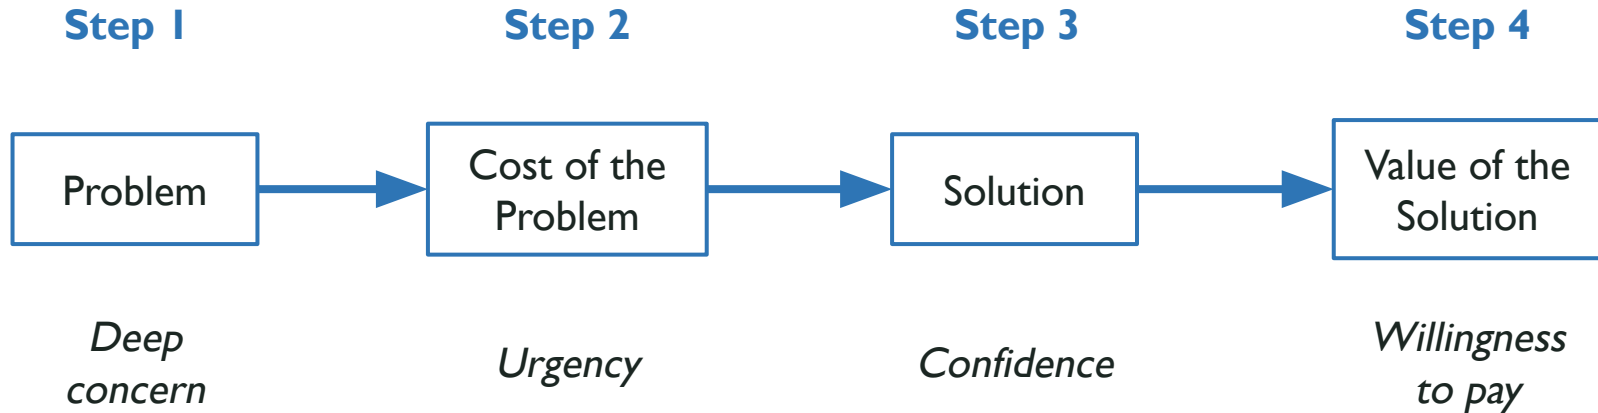 Step 1
Step 2
Step 3
Step 4
Problem
Cost of the
Problem
Solution
Value of the
Solution
Deep
concern
Urgency
Confidence
Willingness
to pay